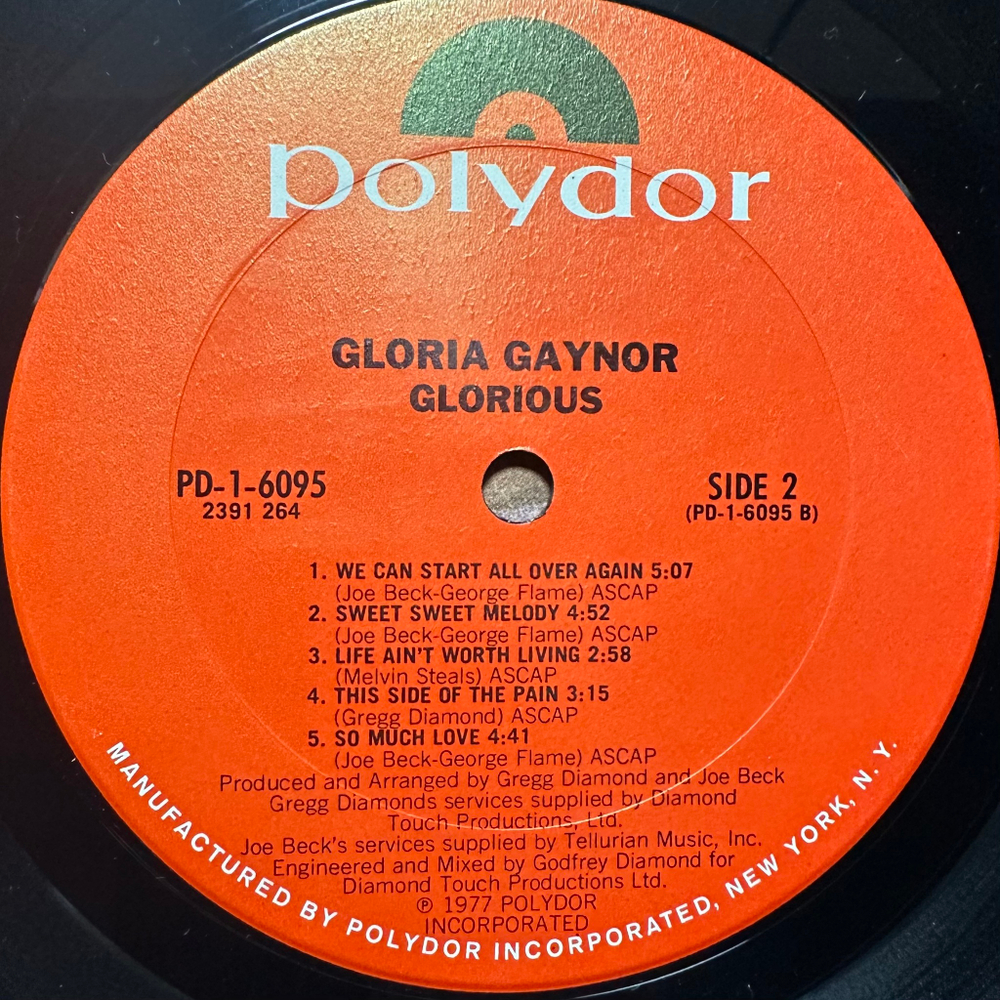 polydor
GLORIA GAYNOR
GLORIOUS
PD-1-6095
2391 264
SIDE 2
(PD-1-6095 B)
1. WE CAN START ALL OVER AGAIN 5:07
(Joe Beck-George Flame) ASCAP
2. SWEET SWEET MELODY 4:52
(Joe Beck-George Flame) ASCAP
3. LIFE AIN'T WORTH LIVING 2:58
(Melvin Steals) ASCAP
4. THIS SIDE OF THE PAIN 3:15
(Gregg Diamond) ASCAP
5. SO MUCH LOVE 4:41
(Joe Beck-George Flame) ASCAP
Produced and Arranged by Gregg Diamond and Joe Beck
Gregg Diamonds services supplied by Diamond
Touch Productions, Ltd.
Joe Beck's services supplied by Tellurian Music, Inc.
Engineered and Mixed by Godfrey Diamond for
Diamond Touch Productions Ltd.
℗ 1977 POLYDOR
INCORPORATED
MANUFACTURED BY POLYDOR INCORPORATED, NEW YORK, N.Y.